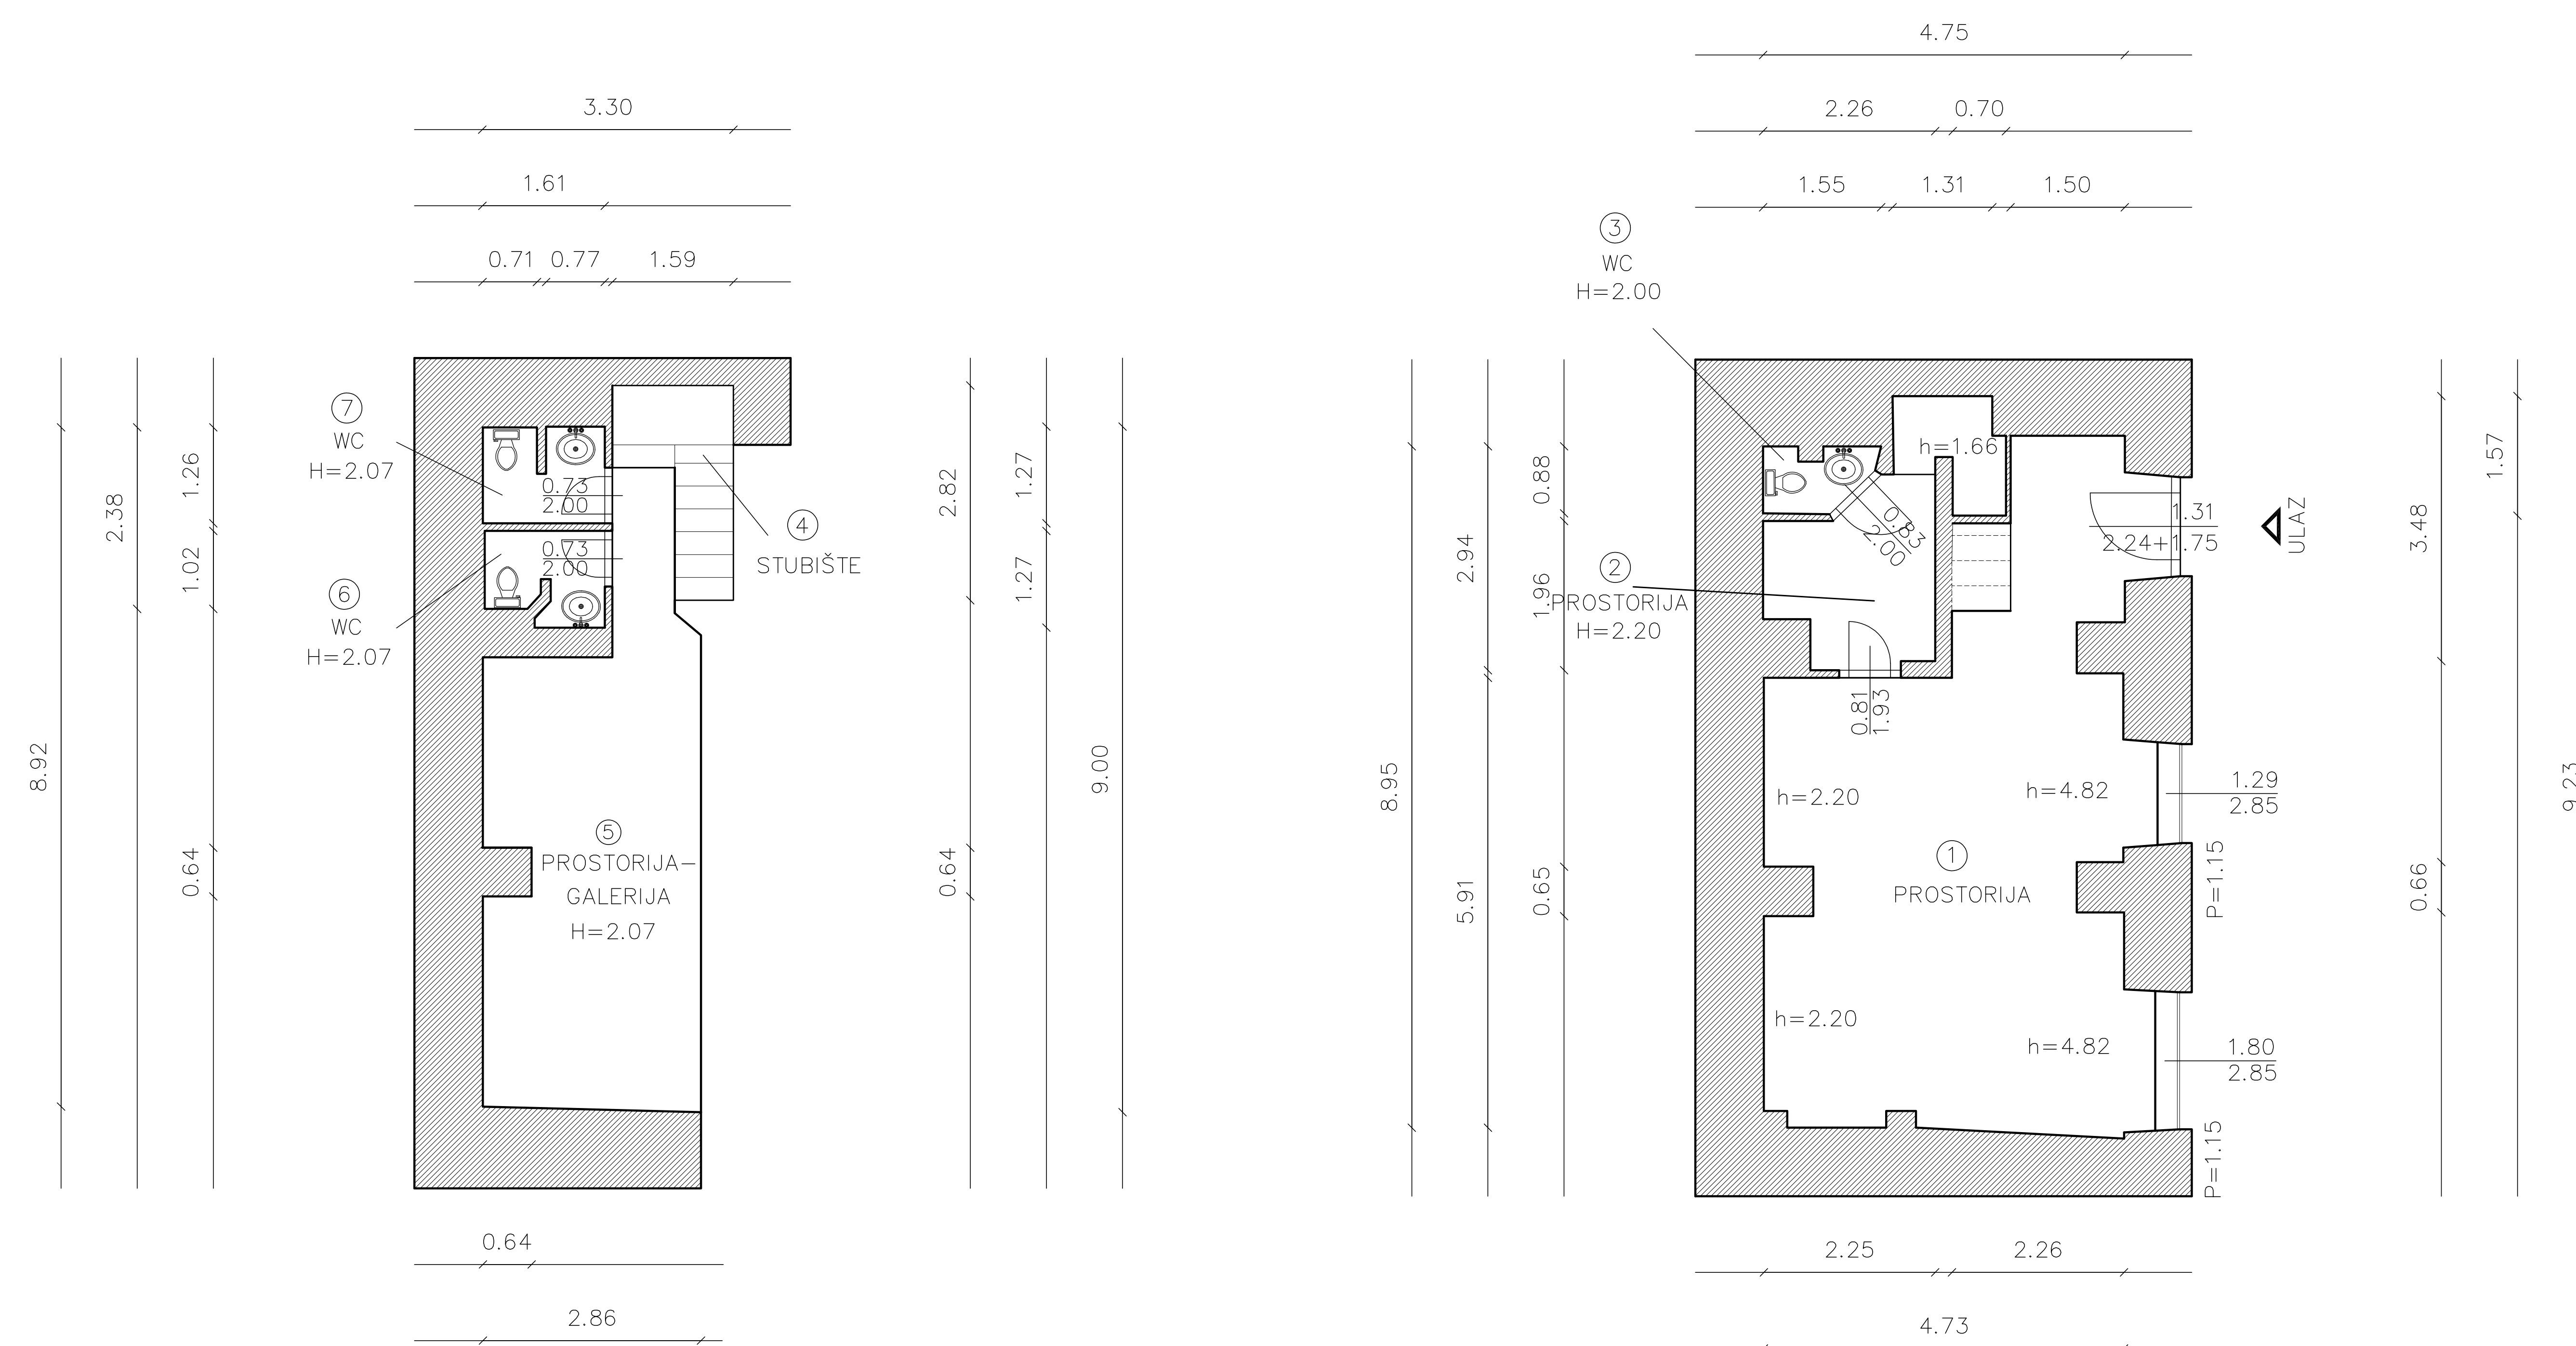 3.30
1.61
0.71 0.77 1.59
7
WC
H=2.07
6
WC
H=2.07
0.73
2.00
0.73
2.00
4
STUBIŠTE
5
PROSTORIJA-
GALERIJA
H=2.07
8.92
2.38
1.26
1.02
0.64
2.82
0.64
1.27
1.27
9.00
0.64
2.86
4.75
2.26 0.70
1.55 1.31 1.50
3
WC
H=2.00
2
PROSTORIJA
H=2.20
h=1.66
0.83
2.00
0.81
1.93
1.31
2.24+1.75
ULAZ
h=2.20
h=4.82
1.29
2.85
P=1.15
1
PROSTORIJA
h=2.20
h=4.82
1.80
2.85
P=1.15
8.95
2.94
5.91
0.88
1.96
0.65
3.48
0.66
1.57
9.23
2.25 2.26
4.73